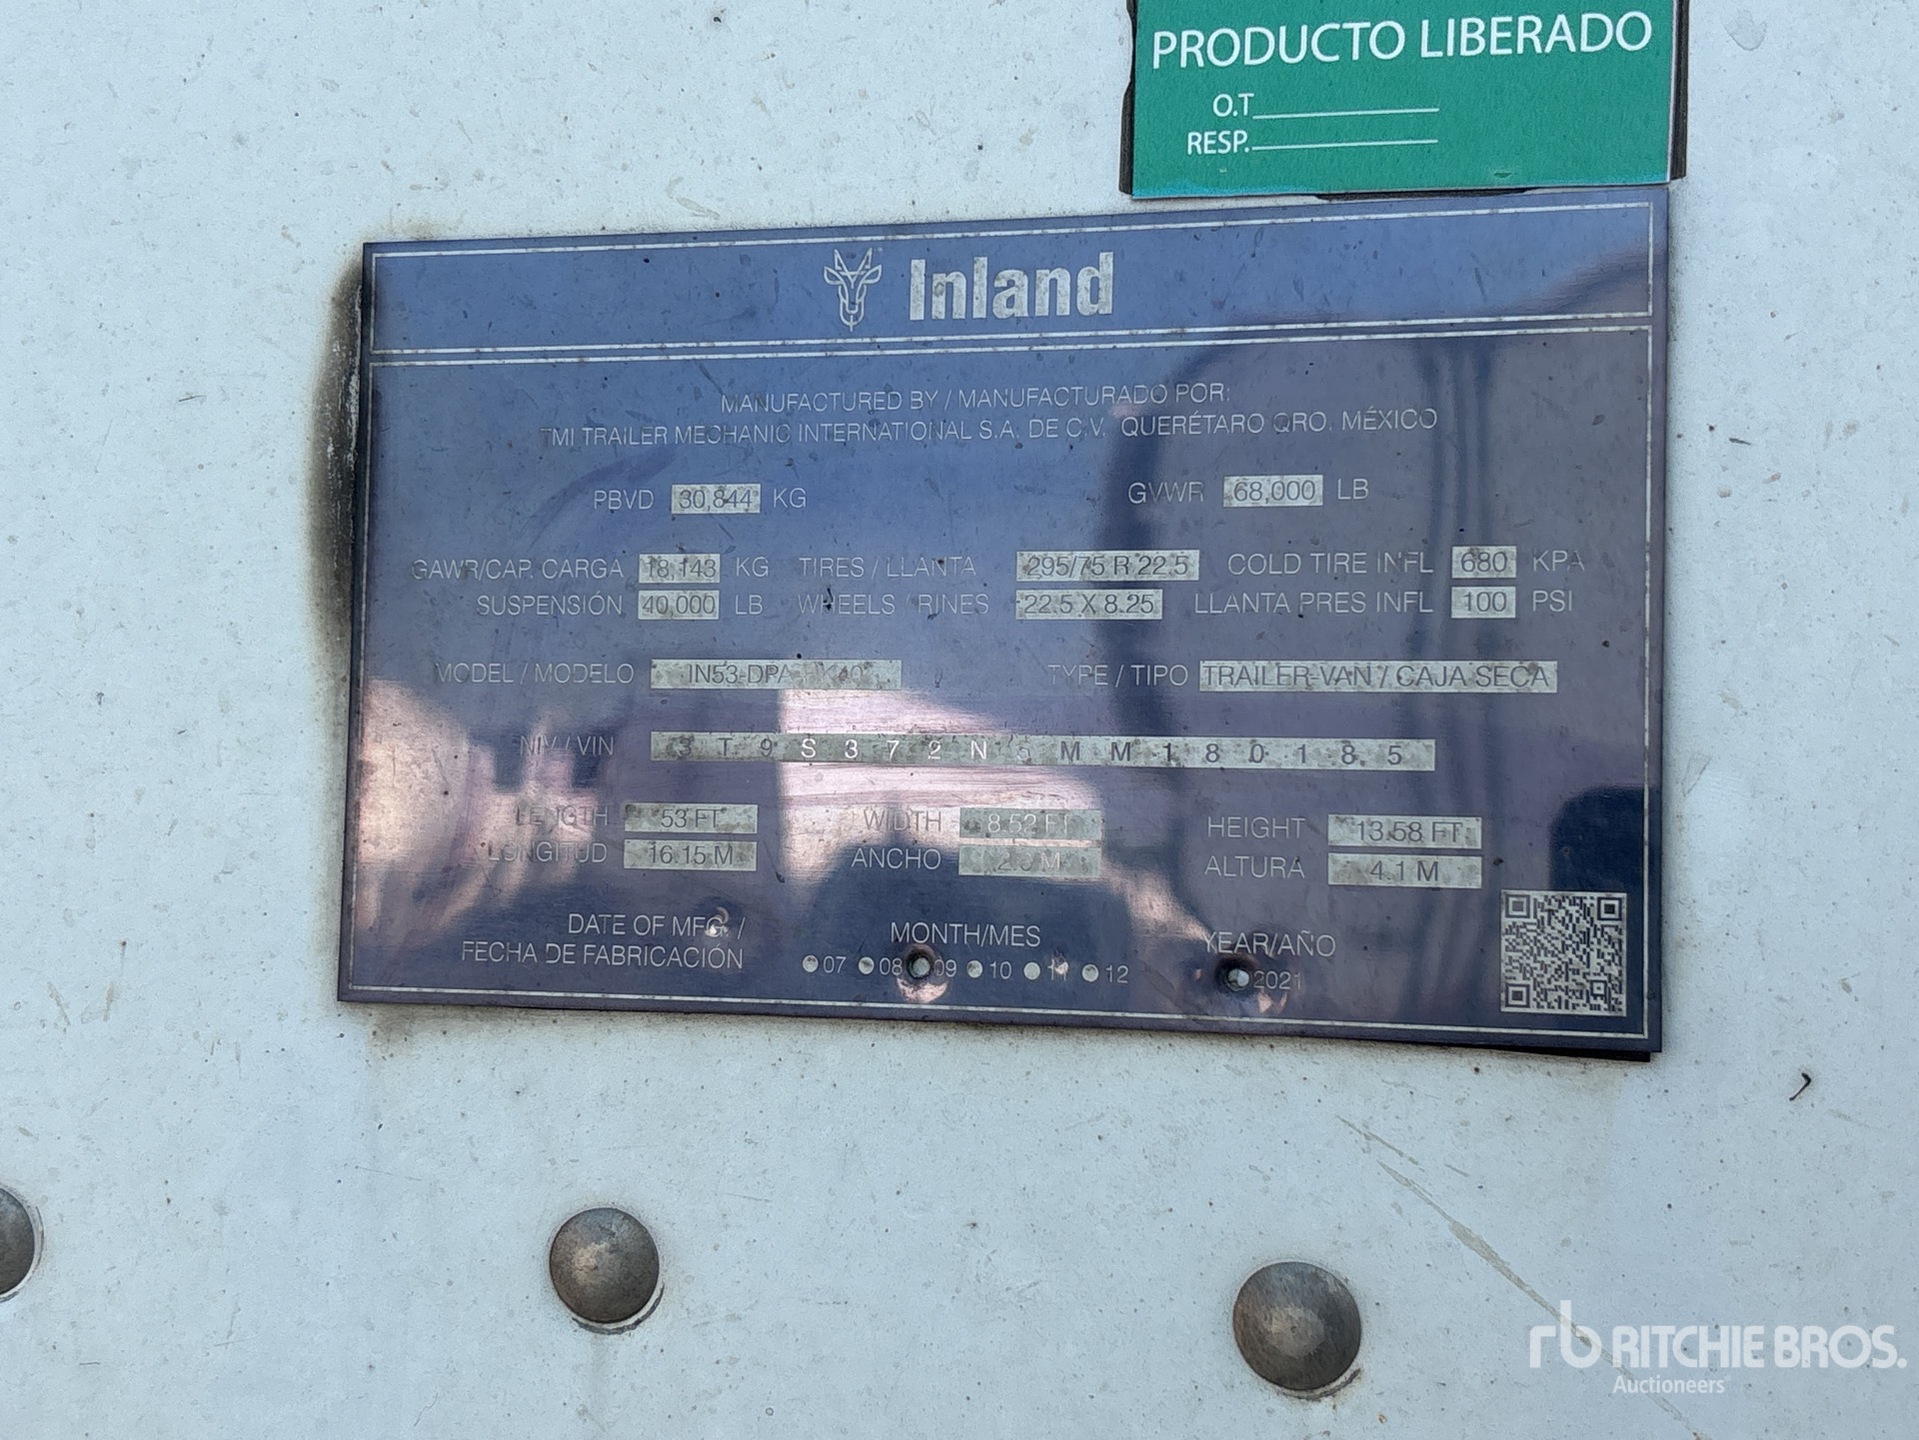 PRODUCTO LIBERADO
O.T
RESP.
Inland
MANUFACTURED BY / MANUFACTURADO POR:
TMI TRAILER MECHANIC INTERNATIONAL S.A. DE C.V. QUERÉTARO QRO. MÉXICO
PBVD 30,844 KG GVWR 68,000 LB
GAWR/CAP. CARGA 18,143 KG TIRES / LLANTA 295/75 R 22.5 COLD TIRE INFL 680 KPA
SUSPENSIÓN 40,000 LB WHEELS / RINES 22.5 X 8.25 LLANTA PRES INFL 100 PSI
MODEL / MODELO TYPE / TIPO TRAILER-VAN / CAJA SECA
NIV / VIN
LENGTH 53 FT WIDTH 8.52 FT HEIGHT 13.58 FT
LONGITUD 16.15 M ANCHO ALTURA 4.1 M
DATE OF MFG. / MONTH/MES YEAR/AÑO
FECHA DE FABRICACIÓN 07 08 09 10 11 12 2021
rb RITCHIE BROS.
Auctioneers